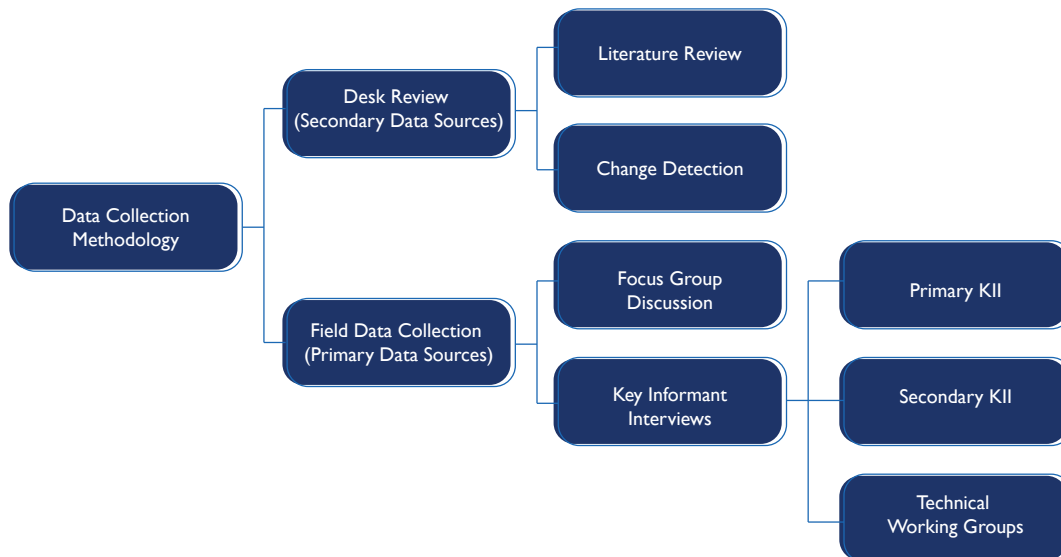 Literature Review
Desk Review
(Secondary Data Sources)
Change Detection
Data Collection
Methodology
Focus Group
Discussion
Primary KII
Field Data Collection
(Primary Data Sources)
Key Informant
Interviews
Secondary KII
Technical
Working Groups